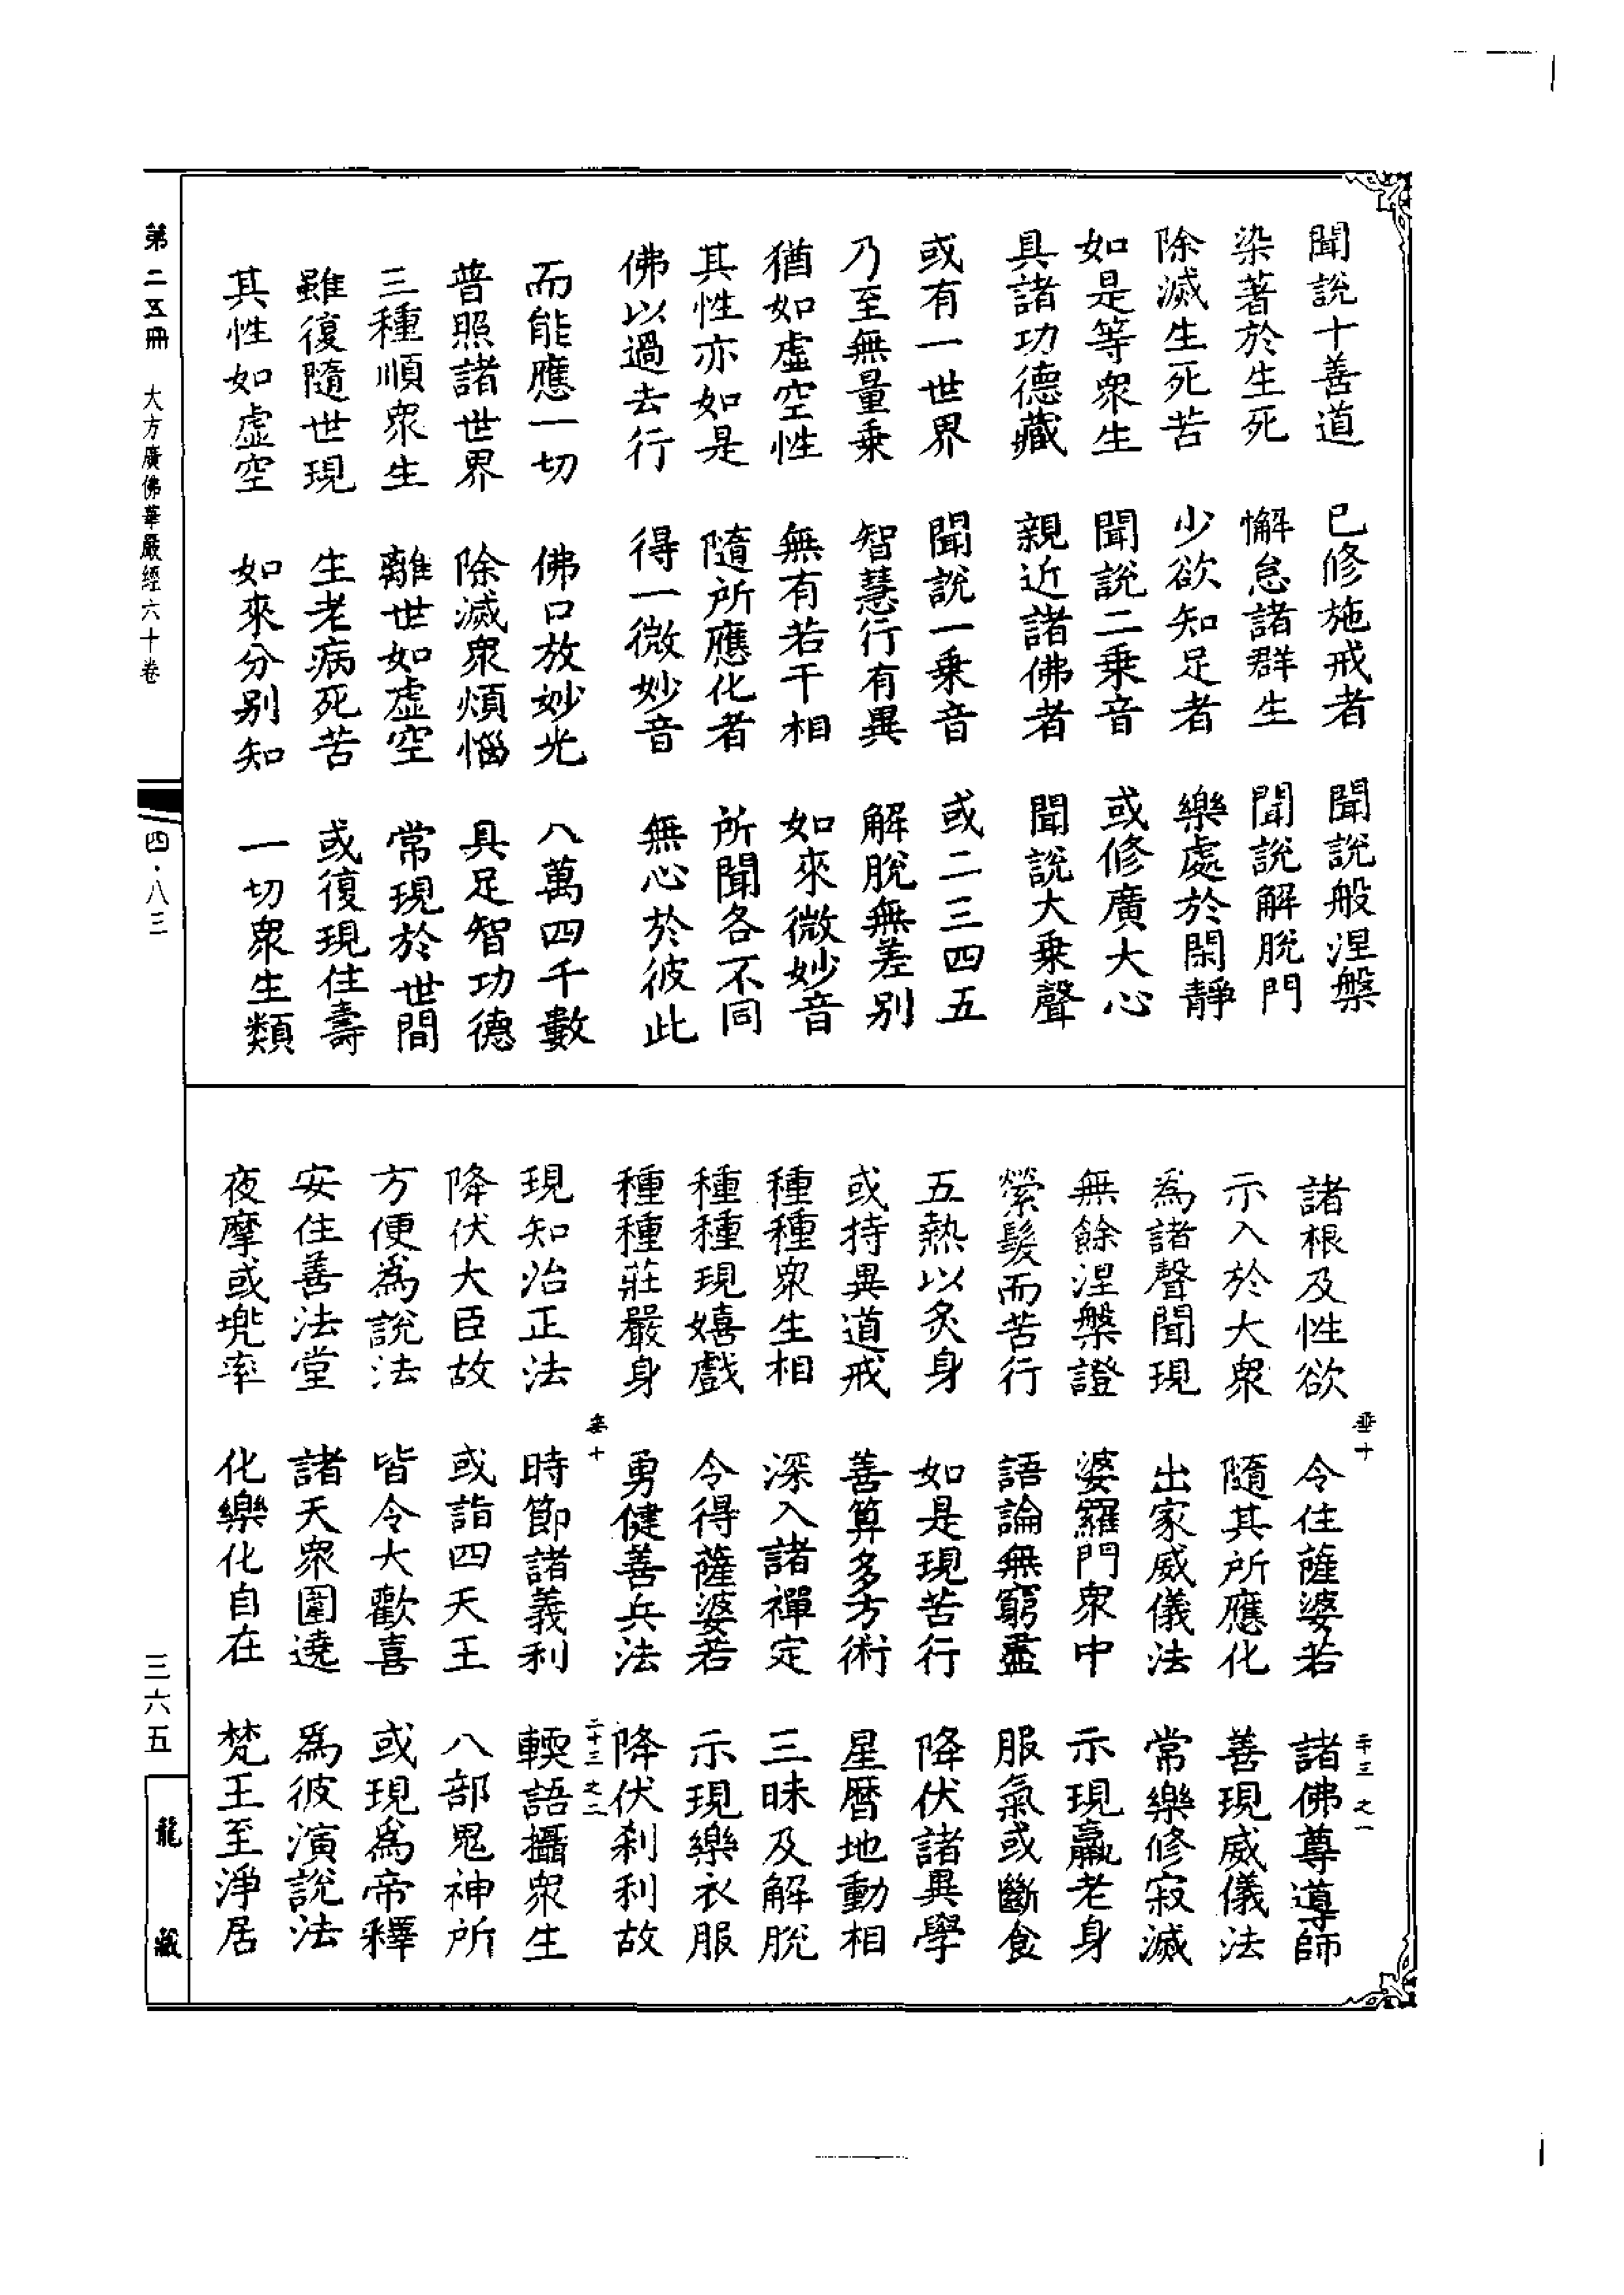 聞說十善道　已修施戒者　聞說般涅槃
染著於生死　懈怠諸群生　聞說解脫門
除滅生死苦　少欲知足者　樂處於閑靜
如是等眾生　聞說二乘音　或修廣大心
具諸功德藏　親近諸佛者　聞說大乘聲
或有一世界　聞說一乘音　或二三四五
乃至無量乘　智慧行有異　解脫無差別
猶如虛空性　無有若干相　如來微妙音
其性亦如是　隨所應化者　所聞各不同
佛以過去行　得一微妙音　無心於彼此
而能應一切　佛口放妙光　八萬四千數
普照諸世界　除滅眾煩惱　具足智功德
三種順眾生　離世如虛空　常現於世間
雖復隨世現　生老病死苦　或復現住壽
其性如虛空　如來分別知　一切眾生類
諸根及性欲　令住薩婆若　諸佛尊導師
示入於大眾　隨其所應化　善現威儀法
為諸聲聞現　出家威儀法　常樂修寂滅
無餘涅槃證　婆羅門眾中　示現羸老身
縈髮而苦行　語論無窮盡　服氣或斷食
五熱以炙身　如是現苦行　降伏諸異學
或持異道戒　善算多方術　星曆地動相
種種眾生相　深入諸禪定　三昧及解脫
種種現嬉戲　令得薩婆若　示現樂衣服
種種莊嚴身　勇健善兵法　降伏剎利故
現知治正法　時節諸義利　輭語攝眾生
降伏大臣故　或詣四天王　八部鬼神所
方便為說法　皆令大歡喜　或現為帝釋
安住善法堂　諸天眾圍遶　為彼演說法
夜摩或兜率　化樂化自在　梵王至淨居
第二五冊　大方廣佛華嚴經六十卷
四・八三
三六五
龍藏